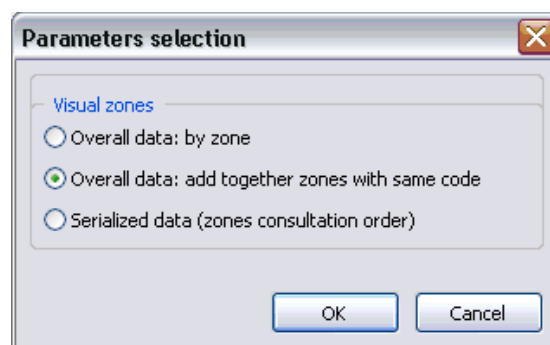 Parameters selection
Visual zones
Overall data: by zone
Overall data: add together zones with same code
Serialized data (zones consultation order)
OK
Cancel